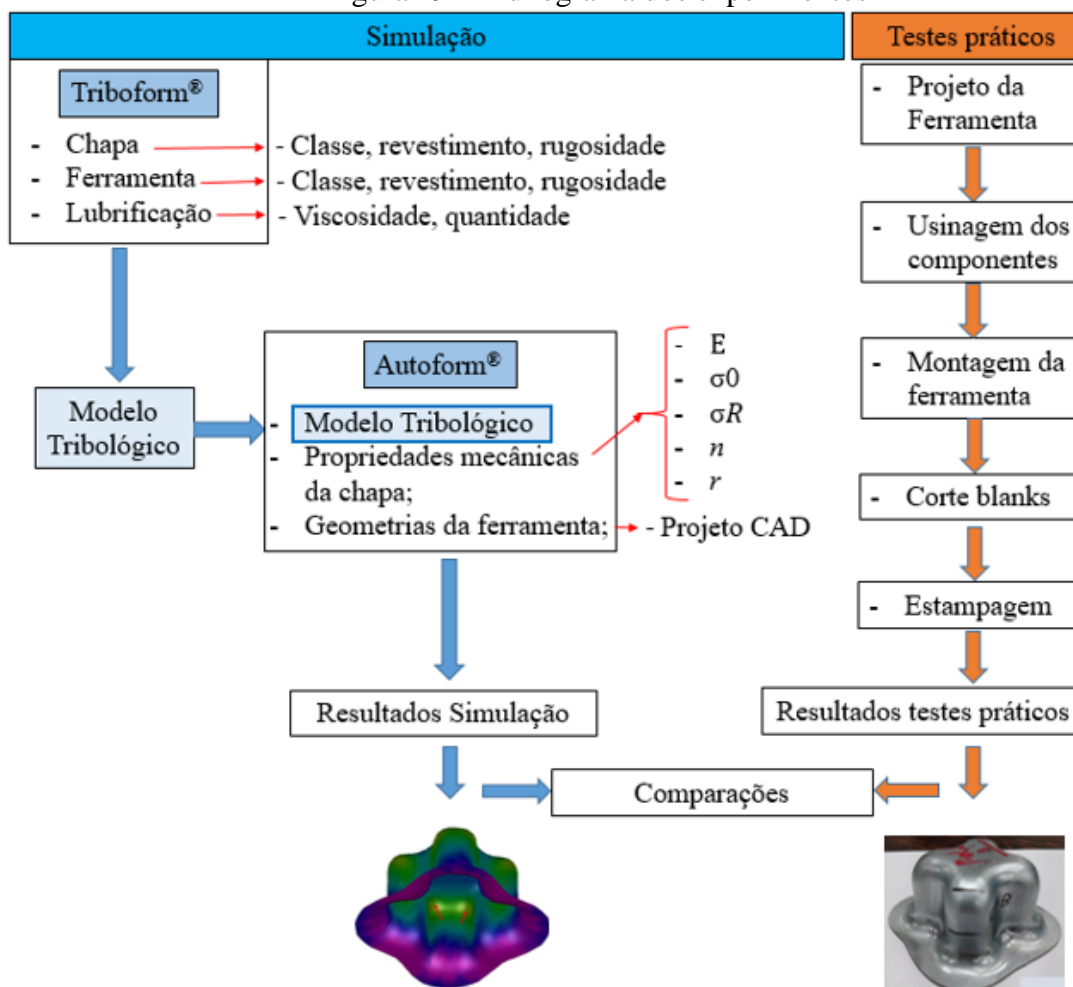 Simulação
Testes práticos
Triboform®
- Chapa
- Classe, revestimento, rugosidade
- Ferramenta
- Classe, revestimento, rugosidade
- Lubrificação
- Viscosidade, quantidade
Modelo
Tribológico
Autoform®
- Modelo Tribológico
- Propriedades mecânicas
da chapa;
- Geometrias da ferramenta;
- E
- σ0
- σR
- n
- r
- Projeto CAD
Resultados Simulação
- Projeto da
Ferramenta
- Usinagem dos
componentes
- Montagem da
ferramenta
- Corte blanks
- Estampagem
Resultados testes práticos
Comparações